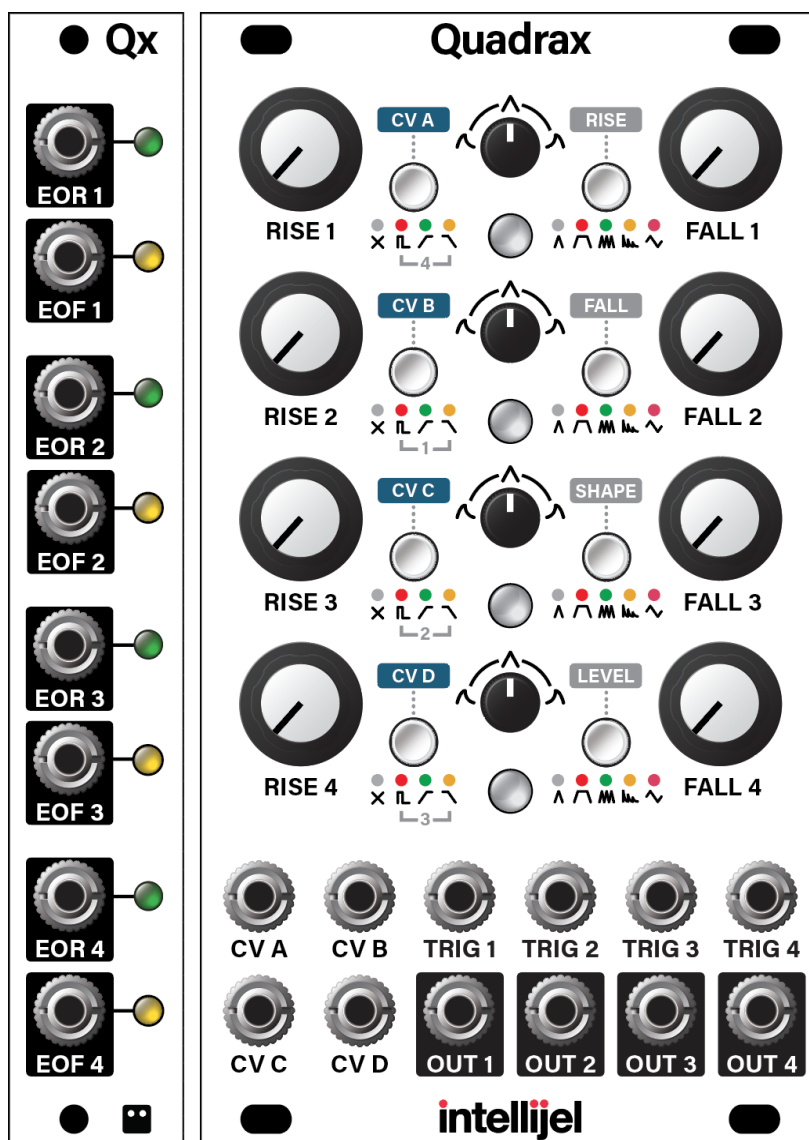 Qx
EOR 1
EOF 1
EOR 2
EOF 2
EOR 3
EOF 3
EOR 4
EOF 4
Quadrax
CV A RISE
RISE 1 FALL 1
4
CV B FALL
RISE 2 FALL 2
1
CV C SHAPE
RISE 3 FALL 3
2
CV D LEVEL
RISE 4 FALL 4
3
CV A CV B TRIG 1 TRIG 2 TRIG 3 TRIG 4
CV C CV D OUT 1 OUT 2 OUT 3 OUT 4
intellijel